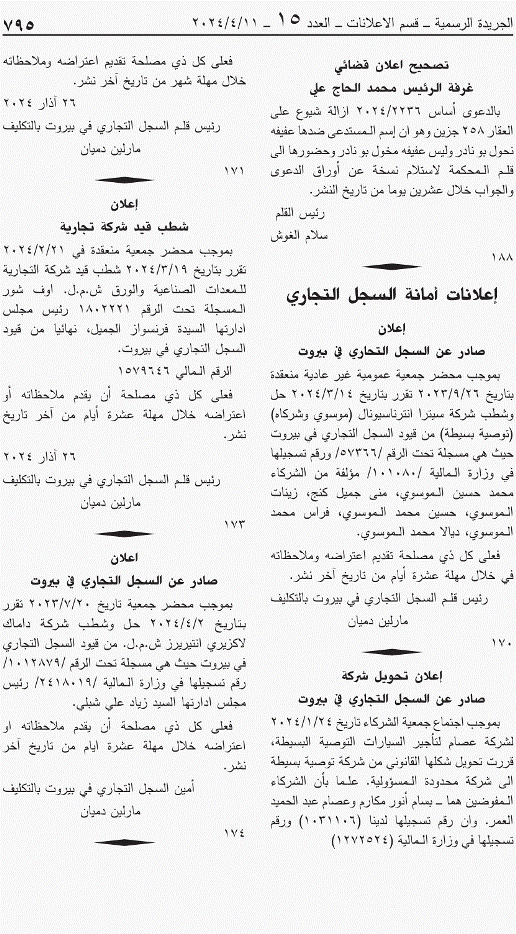 الجريدة الرسمية ــ قسم الاعلانات ــ العدد ١٥ ــ ٢٠٢٤/٤/١١
٧٩٥
تصحيح اعلان قضائي
غرفة الرئيس محمد الحاج علي
بالدعوى أساس ٢٠٢٤/٢٢٣٦ ازالة شيوع على
العقار ٢٥٨ جزين وهو ان إسم المستدعى ضدها عفيفه
نحول بو نادر وليس عفيفه مخول بو نادر وحضورها الى
قلم المحكمة لاستلام نسخة عن أوراق الدعوى
والجواب خلال عشرين يوما من تاريخ النشر.
رئيس القلم
سلام الغوش
١٨٨
إعلانات أمانة السجل التجاري
إعلان
صادر عن السجل التجاري في بيروت
بموجب محضر جمعية عمومية غير عادية منعقدة
بتاريخ ٢٠٢٣/٩/٢٦ تقرر بتاريخ ٢٠٢٤/٣/١٤ حل
وشطب شركة سينرا انترناسيونال (موسوي وشركاه)
(توصية بسيطة) من قيود السجل التجاري في بيروت
حيث هي مسجلة تحت الرقم /٥٧٣٦٦/ ورقم تسجيلها
في وزارة المالية /١٠١٠٨٠/ مؤلفة من الشركاء
محمد حسين الموسوي، منى جميل كنج، زينات
الموسوي، حسين محمد الموسوي، فراس محمد
الموسوي، ديالا محمد الموسوي.
فعلى كل ذي مصلحة تقديم اعتراضه وملاحظاته
في خلال مهلة عشرة أيام من تاريخ آخر نشر.
رئيس قلم السجل التجاري في بيروت بالتكليف
مارلين دميان
١٧٠
إعلان تحويل شركة
صادر عن السجل التجاري في بيروت
بموجب اجتماع جمعية الشركاء تاريخ ٢٠٢٤/١/٢٤
لشركة عصام لتأجير السيارات التوصية البسيطة،
قررت تحويل شكلها القانوني من شركة توصية بسيطة
الى شركة محدودة المسؤولية. علما بأن الشركاء
المفوضين هما ــ بسام أنور مكارم وعصام عبد الحميد
العمر. وان رقم تسجيلها لدينا (١٠٣١١٠٦) ورقم
تسجيلها في وزارة المالية (١٢٧٢٥٢٤)
فعلى كل ذي مصلحة تقديم اعتراضه وملاحظاته
خلال مهلة شهر من تاريخ آخر نشر.
٢٦ آذار ٢٠٢٤
رئيس قلم السجل التجاري في بيروت بالتكليف
مارلين دميان
١٧١
إعلان
شطب قيد شركة تجارية
بموجب محضر جمعية منعقدة في ٢٠٢٤/٢/٢١
تقرر بتاريخ ٢٠٢٤/٣/١٩ شطب قيد شركة التجارية
للمعدات الصناعية والورق ش.م.ل. اوف شور
المسجلة تحت الرقم ١٨٠٢٢٢١ رئيس مجلس
ادارتها السيدة فرنسواز الجميل، نهائيا من قيود
السجل التجاري في بيروت.
الرقم المالي ١٥٧٩٦٤٦
فعلى كل ذي مصلحة أن يقدم ملاحظاته أو
اعتراضه خلال مهلة عشرة أيام من تاريخ آخر
نشر.
٢٦ آذار ٢٠٢٤
رئيس قلم السجل التجاري في بيروت بالتكليف
مارلين دميان
١٧٣
اعلان
صادر عن السجل التجاري في بيروت
بموجب محضر جمعية تاريخ ٢٠٢٣/٧/٢٠ تقرر
بتاريخ ٢٠٢٤/٤/٢ حل وشطب شركة داماك
لاكزيري انتيريرز ش.م.ل. من قيود السجل التجاري
في بيروت حيث هي مسجلة تحت الرقم /١٠١٢٨٧٩/
رقم تسجيلها في وزارة المالية /٢٤١٨٠١٩/ رئيس
مجلس ادارتها السيد زياد علي شبلي.
فعلى كل ذي مصلحة أن يقدم ملاحظاته او
اعتراضه خلال مهلة عشرة ايام من تاريخ آخر
نشر.
أمين السجل التجاري في بيروت بالتكليف
مارلين دميان
١٧٤